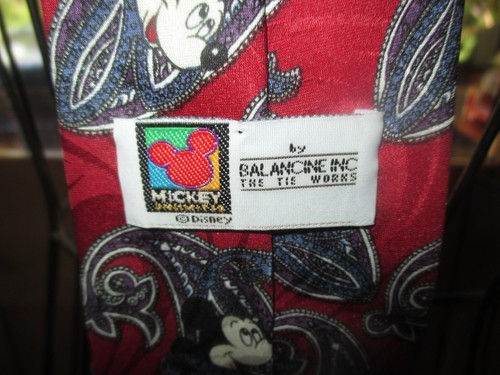 MICKEY
UNLIMITED
©Disney
by
BALANCINE INC
THE TIE WORKS